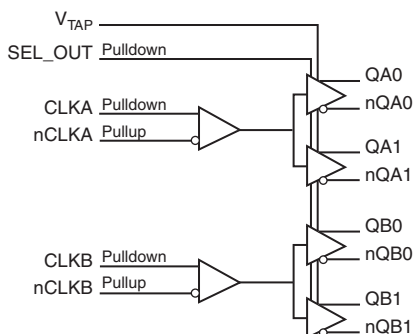 VTAP
SEL_OUT Pulldown
QA0
CLKA Pulldown
nQA0
nCLKA Pullup
QA1
nQA1
QB0
CLKB Pulldown
nQB0
nCLKB Pullup
QB1
nQB1